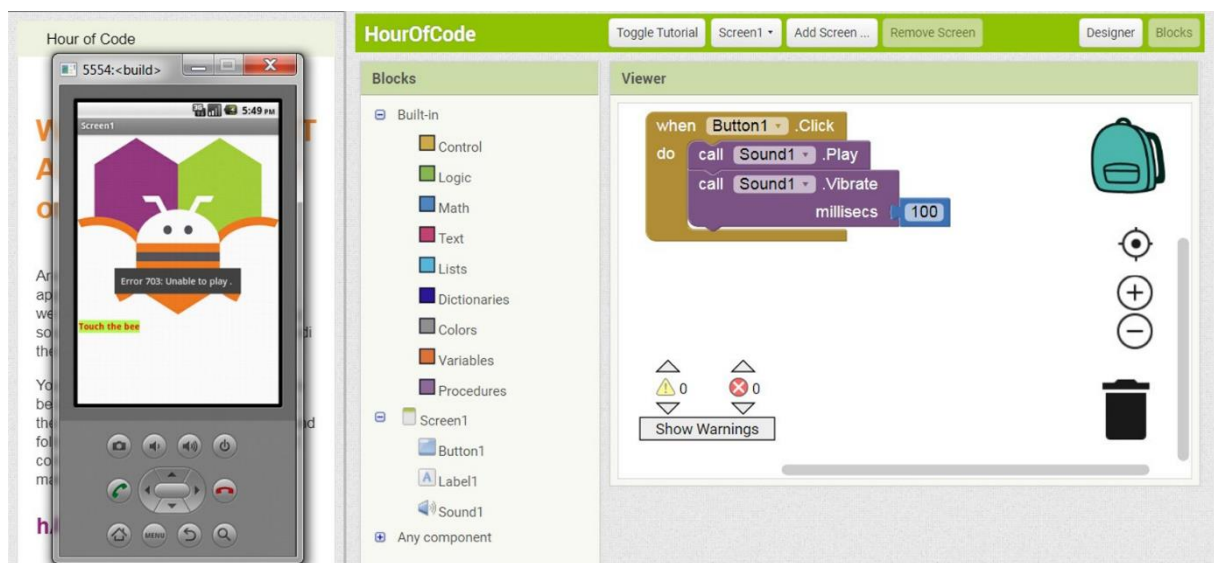 Hour of Code
5554:<build>
5:49 PM
Screen1
Error 703: Unable to play .
Touch the bee
HourOfCode
Toggle Tutorial
Screen1
Add Screen ...
Remove Screen
Designer
Blocks
Blocks
Built-in
Control
Logic
Math
Text
Lists
Dictionaries
Colors
Variables
Procedures
Screen1
Button1
Label1
Sound1
Any component
Viewer
when Button1 .Click
do call Sound1 .Play
call Sound1 .Vibrate
millisecs 100
0 0
Show Warnings
MENU